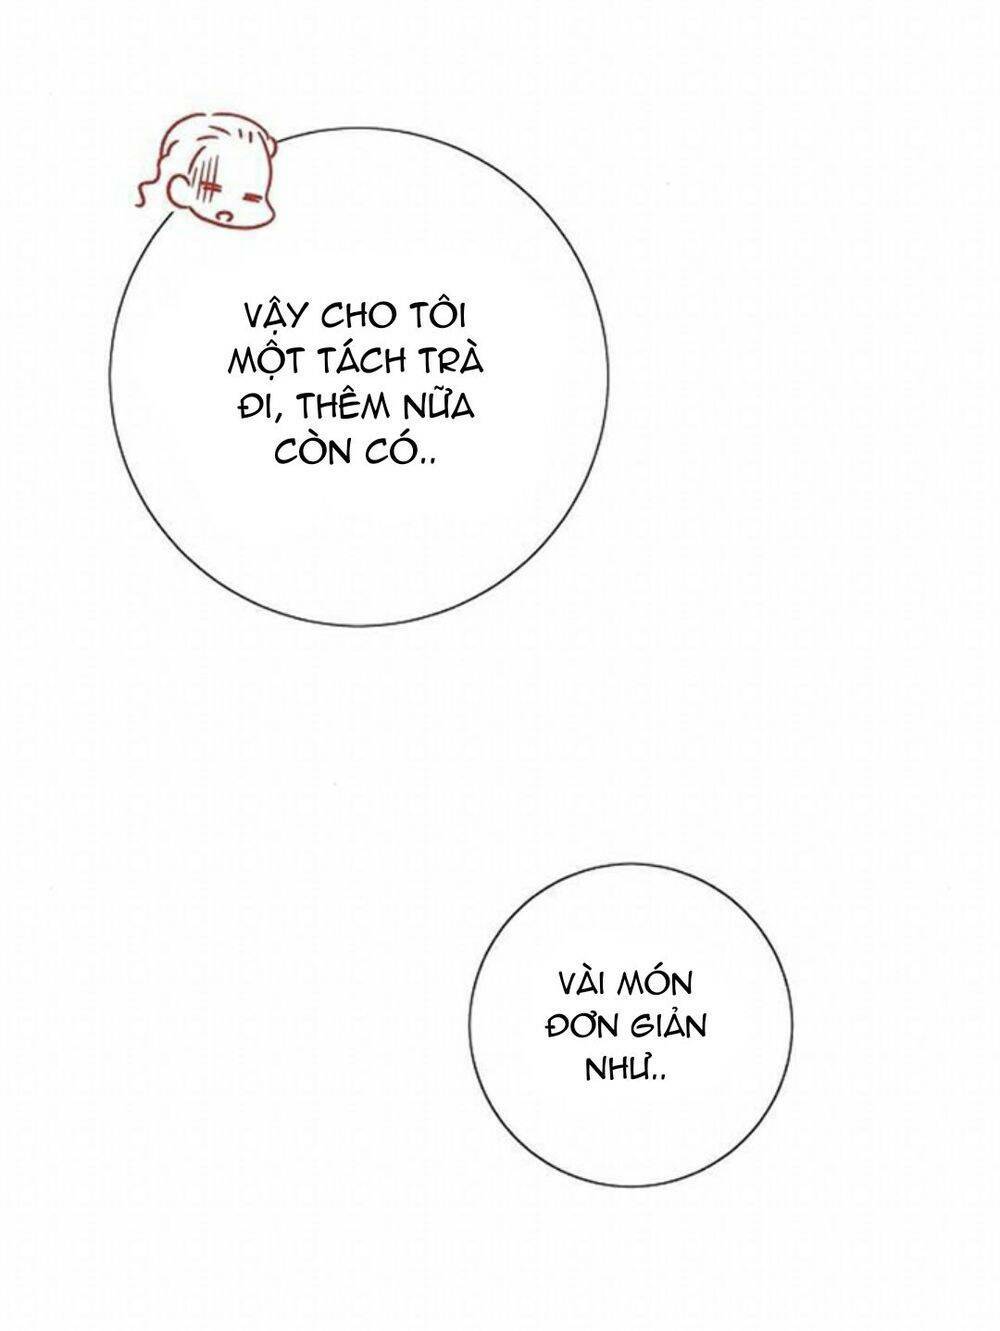 VẬY CHO TÔI
MỘT TÁCH TRÀ
ĐI, THÊM NỮA
CÒN CÓ..
VÀI MÓN
ĐƠN GIẢN
NHƯ..